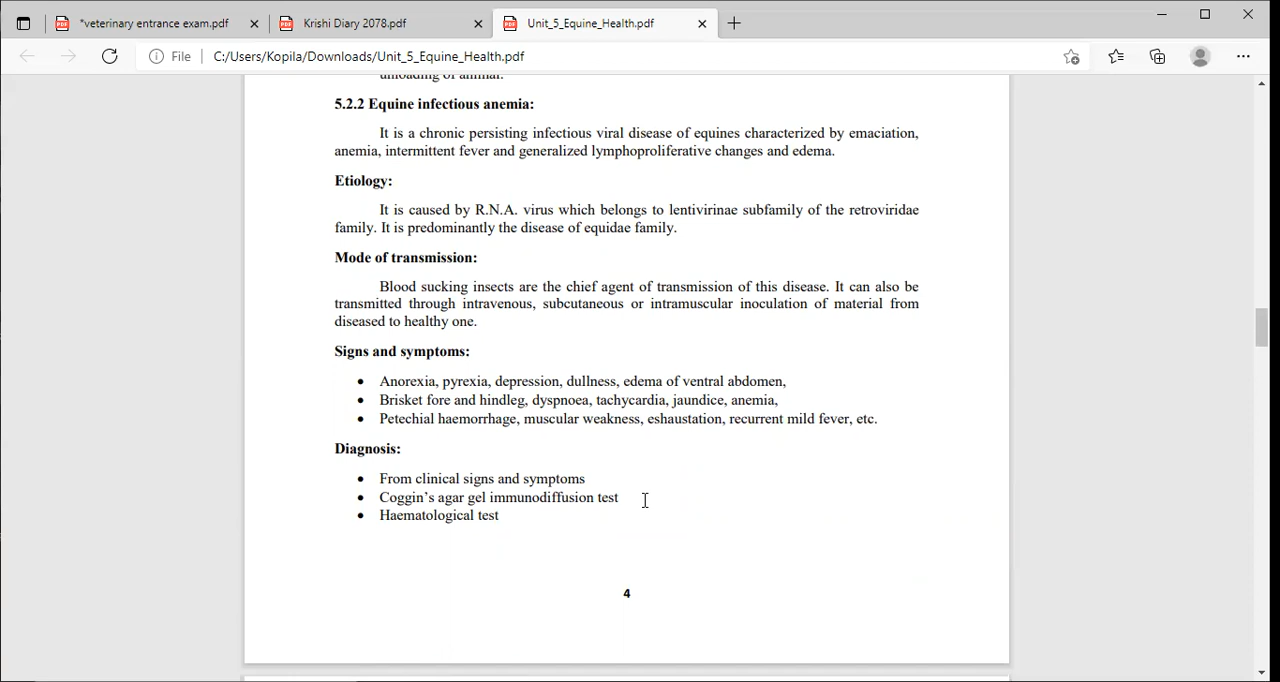 *veterinary entrance exam.pdf
Krishi Diary 2078.pdf
Unit_5_Equine_Health.pdf
File
C:/Users/Kopila/Downloads/Unit_5_Equine_Health.pdf
unloading of animal.
5.2.2 Equine infectious anemia:
It is a chronic persisting infectious viral disease of equines characterized by emaciation,
anemia, intermittent fever and generalized lymphoproliferative changes and edema.
Etiology:
It is caused by R.N.A. virus which belongs to lentivirinae subfamily of the retroviridae
family. It is predominantly the disease of equidae family.
Mode of transmission:
Blood sucking insects are the chief agent of transmission of this disease. It can also be
transmitted through intravenous, subcutaneous or intramuscular inoculation of material from
diseased to healthy one.
Signs and symptoms:
• Anorexia, pyrexia, depression, dullness, edema of ventral abdomen,
• Brisket fore and hindleg, dyspnoea, tachycardia, jaundice, anemia,
• Petechial haemorrhage, muscular weakness, eshaustation, recurrent mild fever, etc.
Diagnosis:
• From clinical signs and symptoms
• Coggin’s agar gel immunodiffusion test
• Haematological test
4